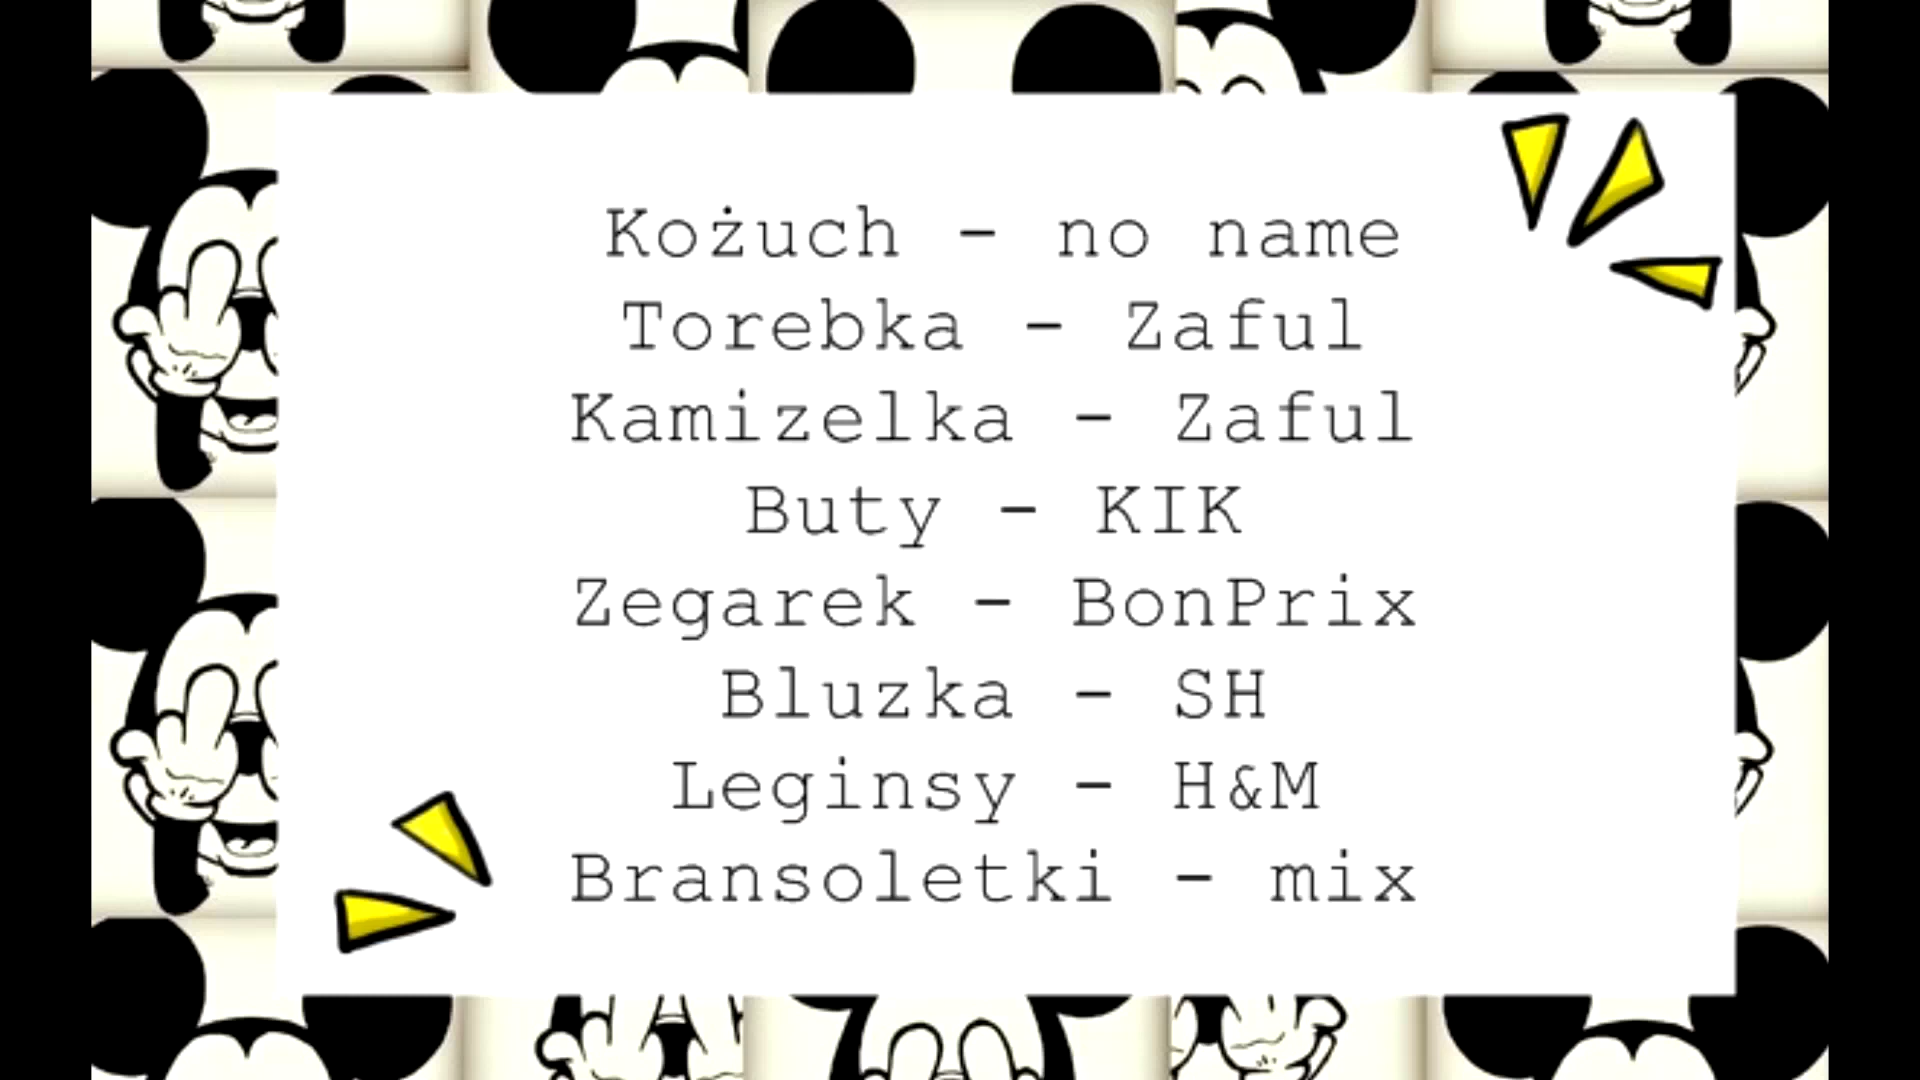 Kożuch - no name
Torebka - Zaful
Kamizelka - Zaful
Buty - KIK
Zegarek - BonPrix
Bluzka - SH
Leginsy - H&M
Bransoletki - mix